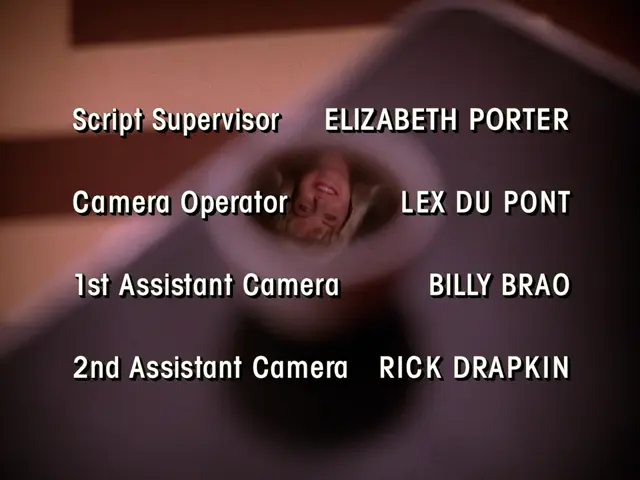 Script Supervisor ELIZABETH PORTER
Camera Operator LEX DU PONT
1st Assistant Camera BILLY BRAO
2nd Assistant Camera RICK DRAPKIN